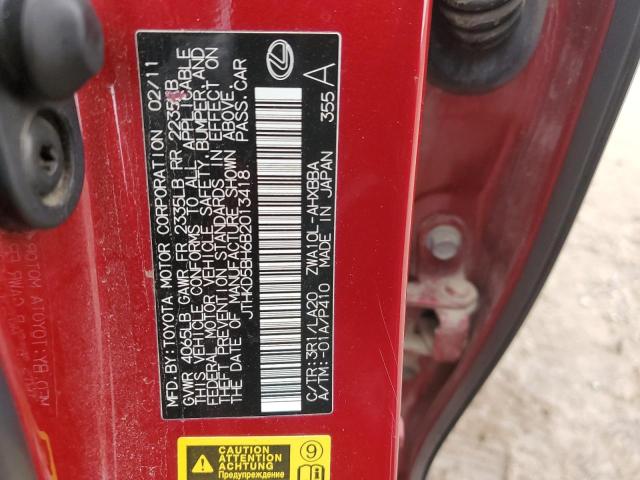 MFD.BY:TOYOTA MOTOR CORPORATION 02/11
GVWR 4065LB GAWR FR 2335LB RR 2235LB
THIS VEHICLE CONFORMS TO ALL APPLICABLE
FEDERAL MOTOR VEHICLE SAFETY, BUMPER, AND
THEFT PREVENTION STANDARDS IN EFFECT ON
THE DATE OF MANUFACTURE SHOWN ABOVE.
JTHKD5BH6B2013418 PASS.CAR
C/TR:3R1/LA20 ZWA10L-AHXBBA
A/TM:-01A/P410 MADE IN JAPAN 355 A
CAUTION ATTENTION
ACHTUNG
Предупреждение
9